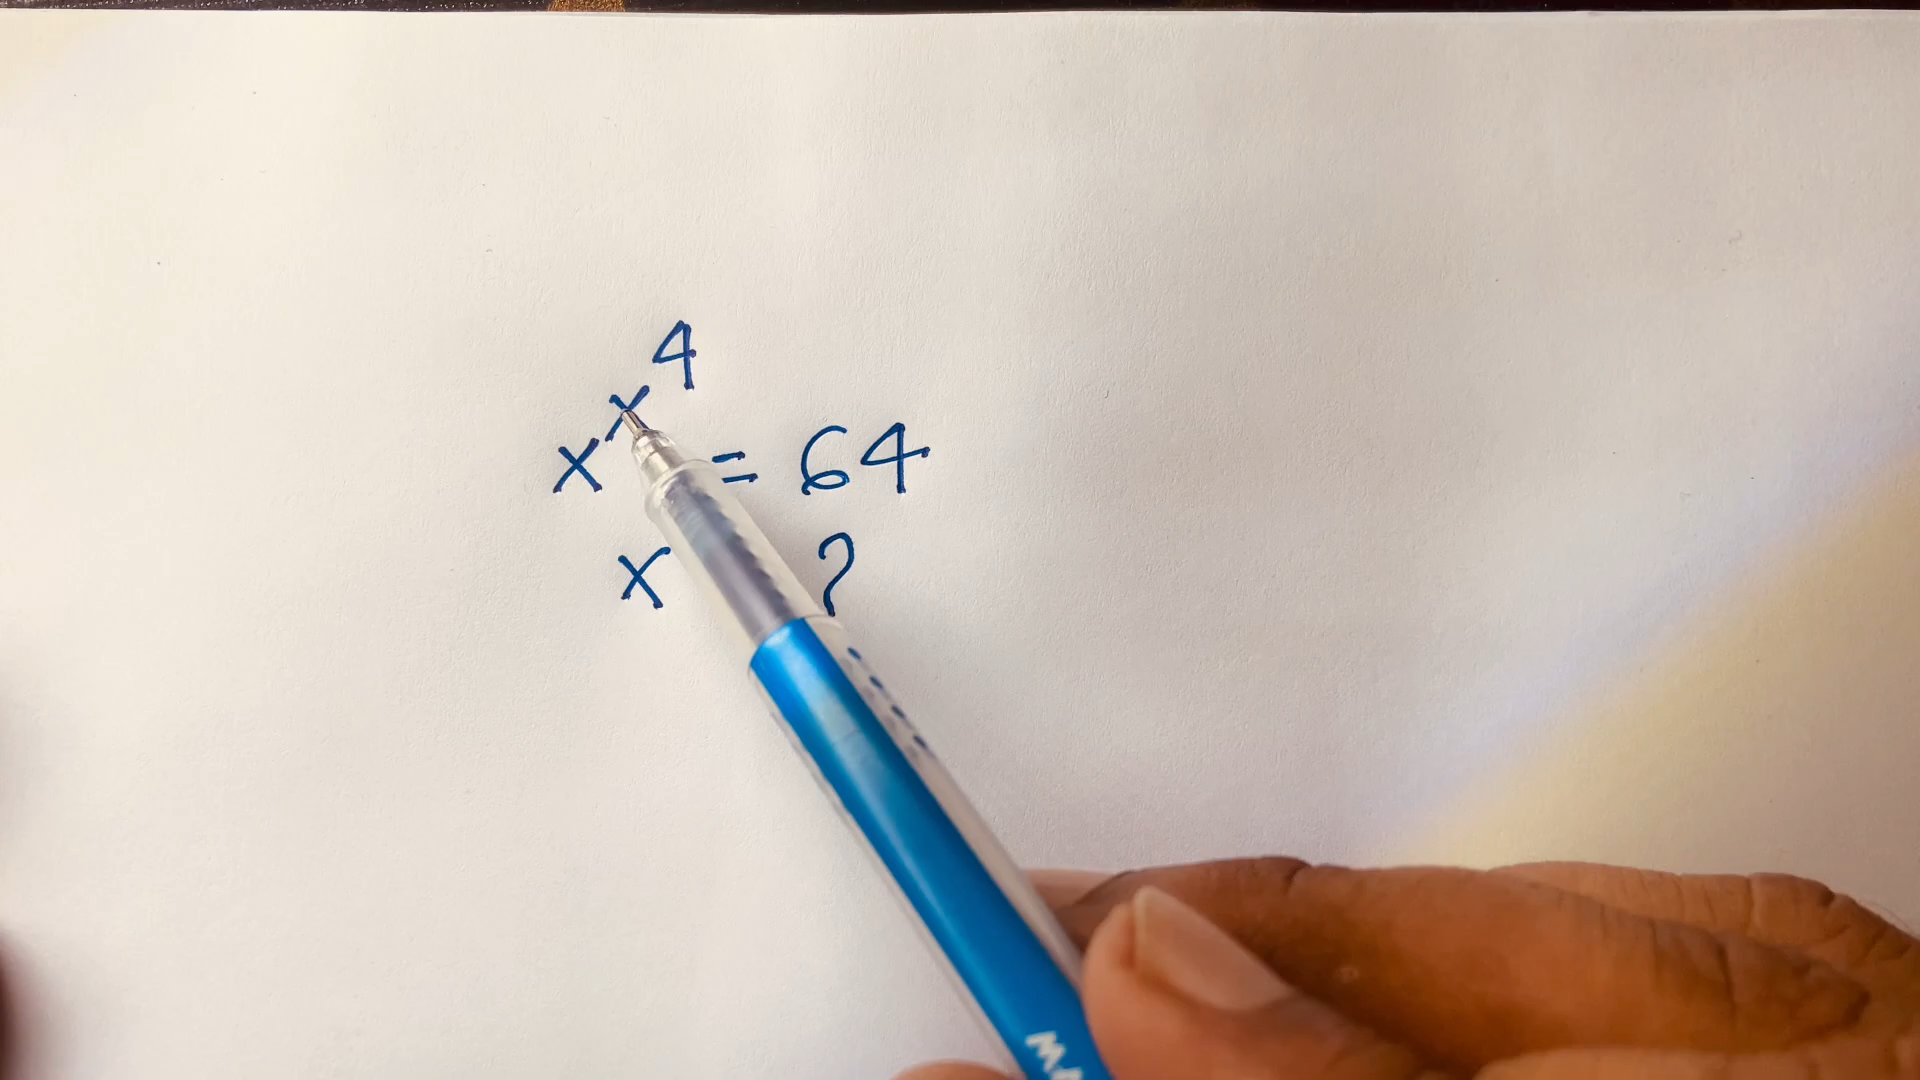 x^x^4 = 64
x ?